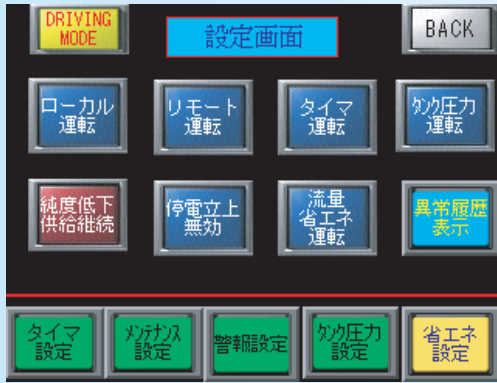 DRIVING
MODE
設定画面
BACK
ローカル
運転
リモート
運転
タイマ
運転
ﾀﾝｸ圧力
運転
純度低下
供給継続
停電立上
無効
流量
省エネ
運転
異常履歴
表示
タイマ
設定
ﾒﾝﾃﾅﾝｽ
設定
警報設定
ﾀﾝｸ圧力
設定
省エネ
設定